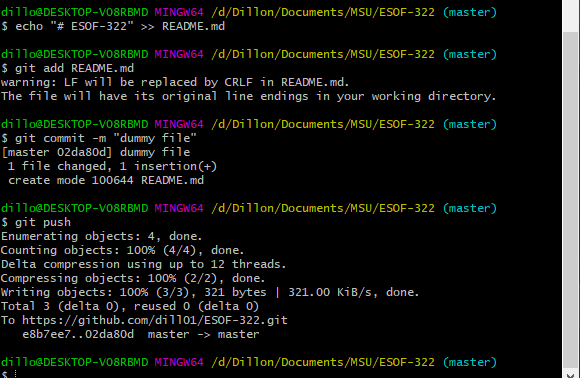 dillo@DESKTOP-VO8RBMD MINGW64 /d/Dillon/Documents/MSU/ESOF-322 (master)
$ echo "# ESOF-322" >> README.md
dillo@DESKTOP-VO8RBMD MINGW64 /d/Dillon/Documents/MSU/ESOF-322 (master)
$ git add README.md
warning: LF will be replaced by CRLF in README.md.
The file will have its original line endings in your working directory.
dillo@DESKTOP-VO8RBMD MINGW64 /d/Dillon/Documents/MSU/ESOF-322 (master)
$ git commit -m "dummy file"
[master 02da80d] dummy file
1 file changed, 1 insertion(+)
create mode 100644 README.md
dillo@DESKTOP-VO8RBMD MINGW64 /d/Dillon/Documents/MSU/ESOF-322 (master)
$ git push
Enumerating objects: 4, done.
Counting objects: 100% (4/4), done.
Delta compression using up to 12 threads.
Compressing objects: 100% (2/2), done.
Writing objects: 100% (3/3), 321 bytes | 321.00 KiB/s, done.
Total 3 (delta 0), reused 0 (delta 0)
To https://github.com/dill01/ESOF-322.git
e8b7ee7..02da80d  master -> master
dillo@DESKTOP-VO8RBMD MINGW64 /d/Dillon/Documents/MSU/ESOF-322 (master)
$